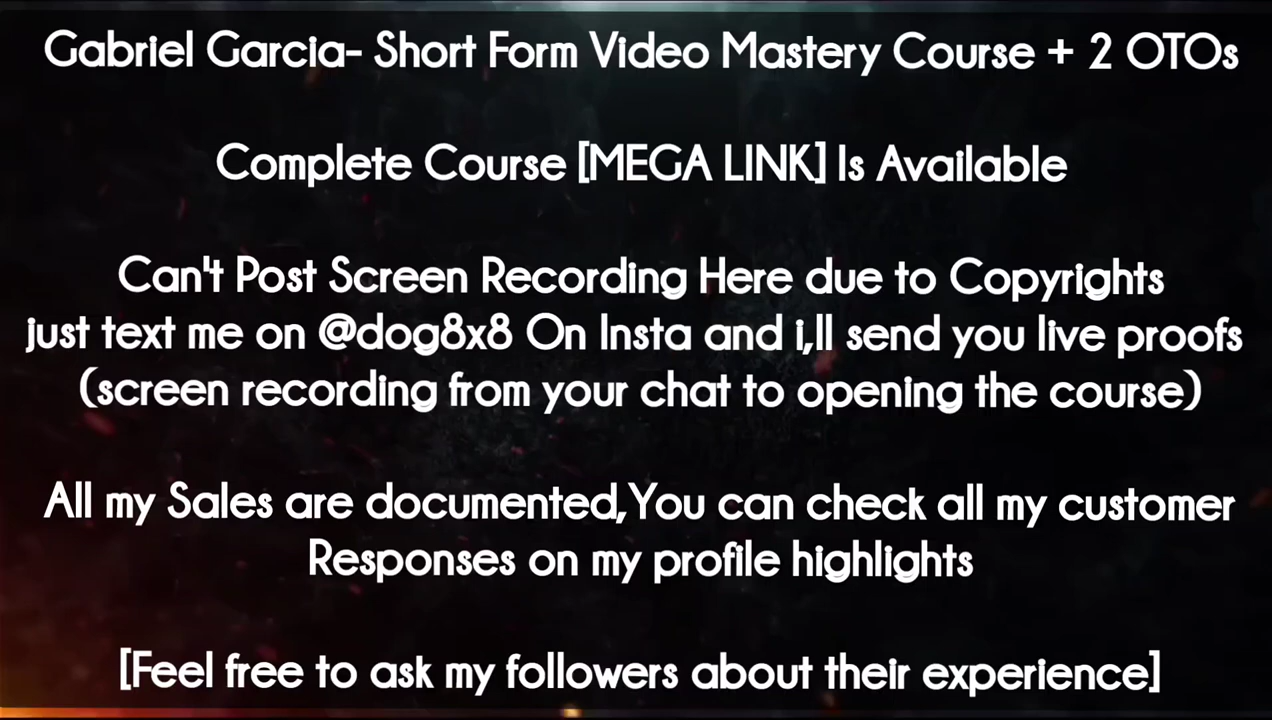 Gabriel Garcia- Short Form Video Mastery Course + 2 OTOs
Complete Course [MEGA LINK] Is Available
Can't Post Screen Recording Here due to Copyrights
just text me on @dog8x8 On Insta and i,ll send you live proofs
(screen recording from your chat to opening the course)
All my Sales are documented,You can check all my customer
Responses on my profile highlights
[Feel free to ask my followers about their experience]